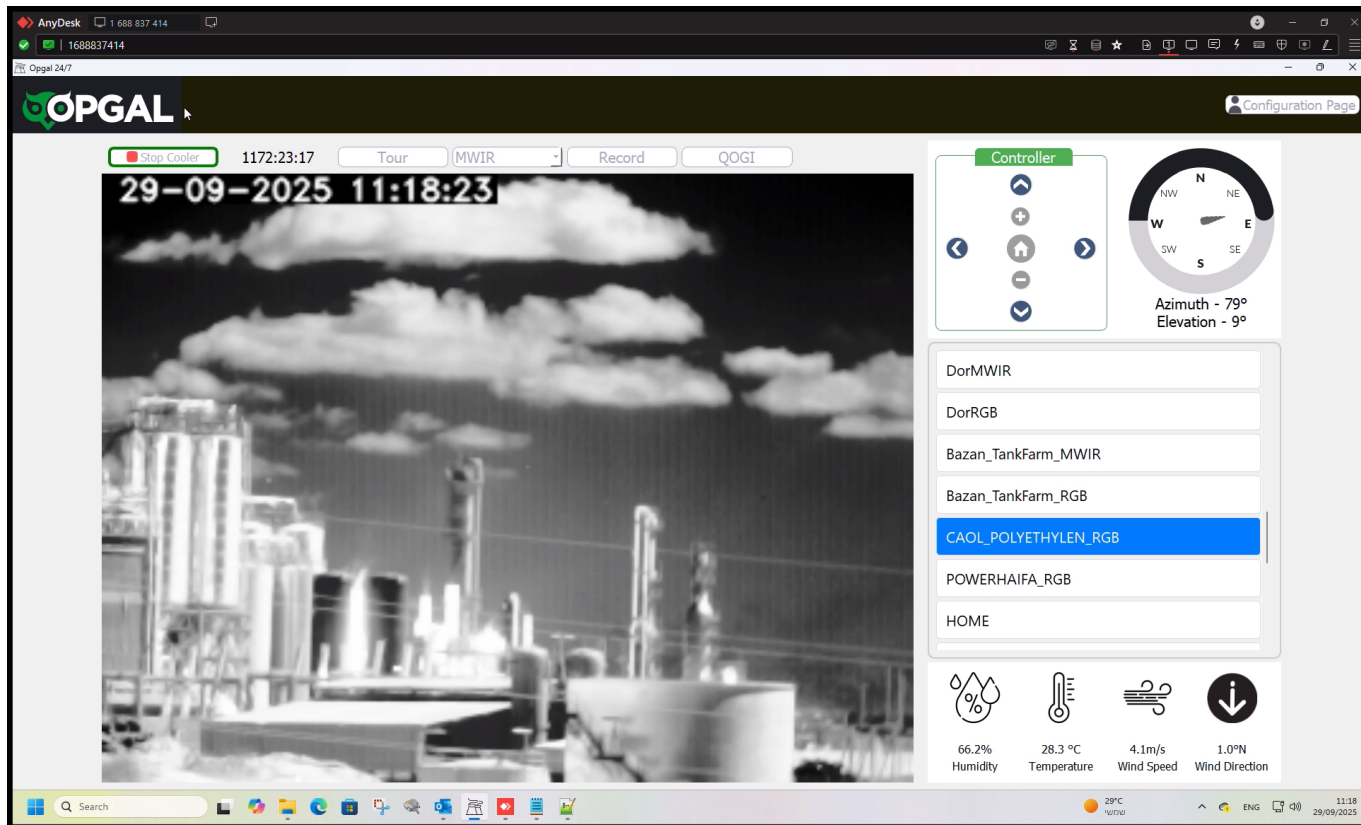 AnyDesk 1 688 837 414
1688837414
Opgal 24/7
OPGAL
Configuration Page
Stop Cooler 1172:23:17 Tour MWIR Record QOGI
29-09-2025 11:18:23
Controller
N
NW NE
W E
SW SE
S
Azimuth - 79°
Elevation - 9°
DorMWIR
DorRGB
Bazan_TankFarm_MWIR
Bazan_TankFarm_RGB
CAOL_POLYETHYLEN_RGB
POWERHAIFA_RGB
HOME
%
66.2% 28.3 °C 4.1m/s 1.0°N
Humidity Temperature Wind Speed Wind Direction
Search
29°C
שמשי
ENG
11:18
29/09/2025